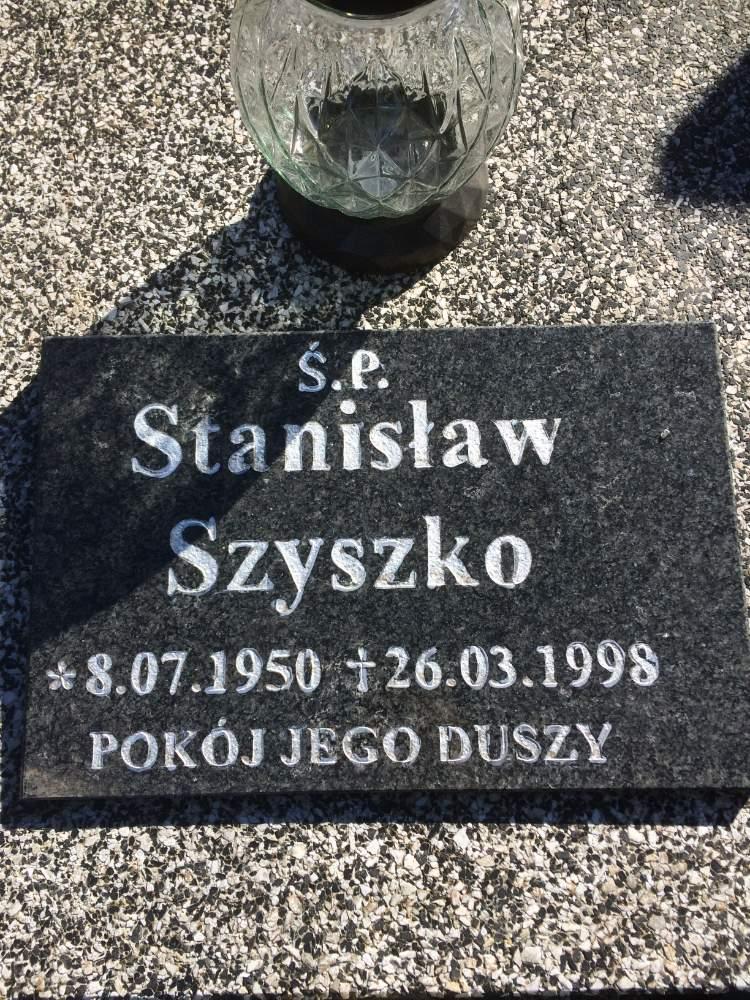 Ś.P.
Stanisław
Szyszko
*8.07.1950 †26.03.1998
POKÓJ JEGO DUSZY